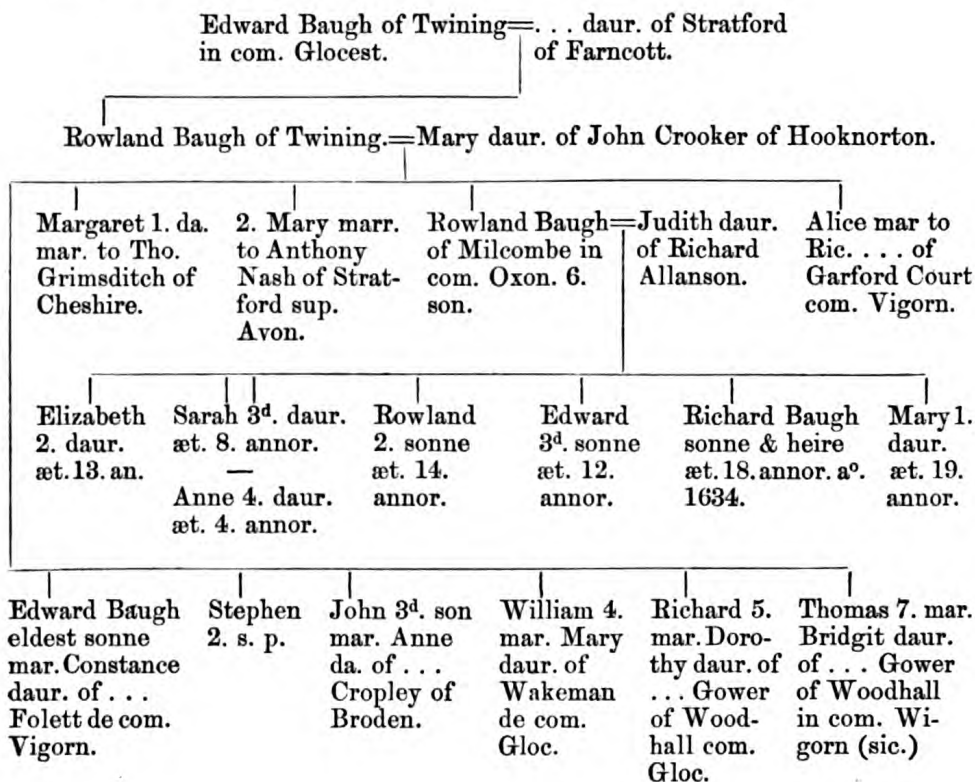 Edward Baugh of Twining=. . . daur. of Stratford
in com. Glocest.
of Farncott.
Rowland Baugh of Twining.=Mary daur. of John Crooker of Hooknorton.
Margaret 1. da.
mar. to Tho.
Grimsditch of
Cheshire.
2. Mary marr.
to Anthony
Nash of Strat-
ford sup.
Avon.
Rowland Baugh=
of Milcombe in
com. Oxon. 6.
son.
Judith daur.
of Richard
Allanson.
Alice mar to
Ric. . . . of
Garford Court
com. Vigorn.
Elizabeth
2. daur.
æt. 13. an.
Sarah 3d. daur.
æt. 8. annor.
—
Anne 4. daur.
æt. 4. annor.
Rowland
2. sonne
æt. 14.
annor.
Edward
3d. sonne
æt. 12.
annor.
Richard Baugh
sonne & heire
æt. 18. annor. ao.
1634.
Mary 1.
daur.
æt. 19.
annor.
Edward Baugh
eldest sonne
mar. Constance
daur. of . . .
Folett de com.
Vigorn.
Stephen
2. s. p.
John 3d. son
mar. Anne
da. of . . .
Cropley of
Broden.
William 4.
mar. Mary
daur. of
Wakeman
de com.
Gloc.
Richard 5.
mar. Doro-
thy daur. of
. . . Gower
of Wood-
hall com.
Gloc.
Thomas 7. mar.
Bridgit daur.
of . . . Gower
of Woodhall
in com. Wi-
gorn (sic.)